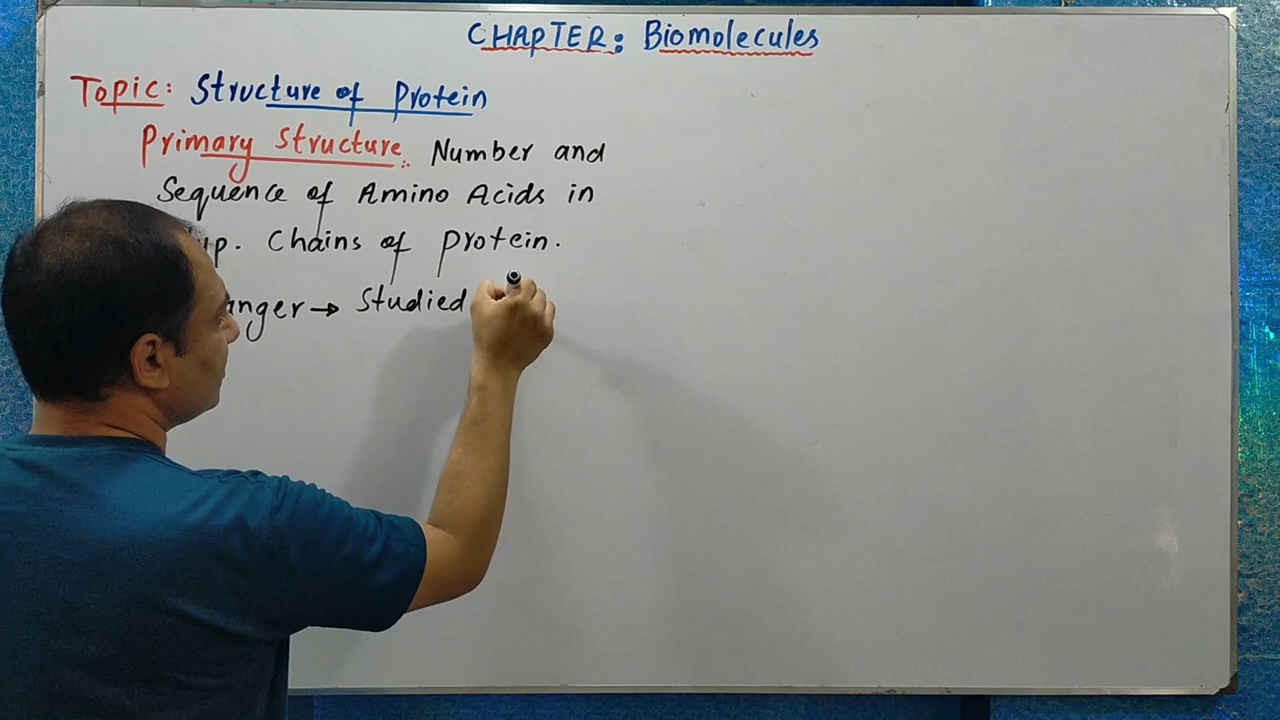 CHAPTER: Biomolecules
Topic: Structure of Protein
Primary Structure: Number and
Sequence of Amino Acids in
Chains of protein.
→ Studied